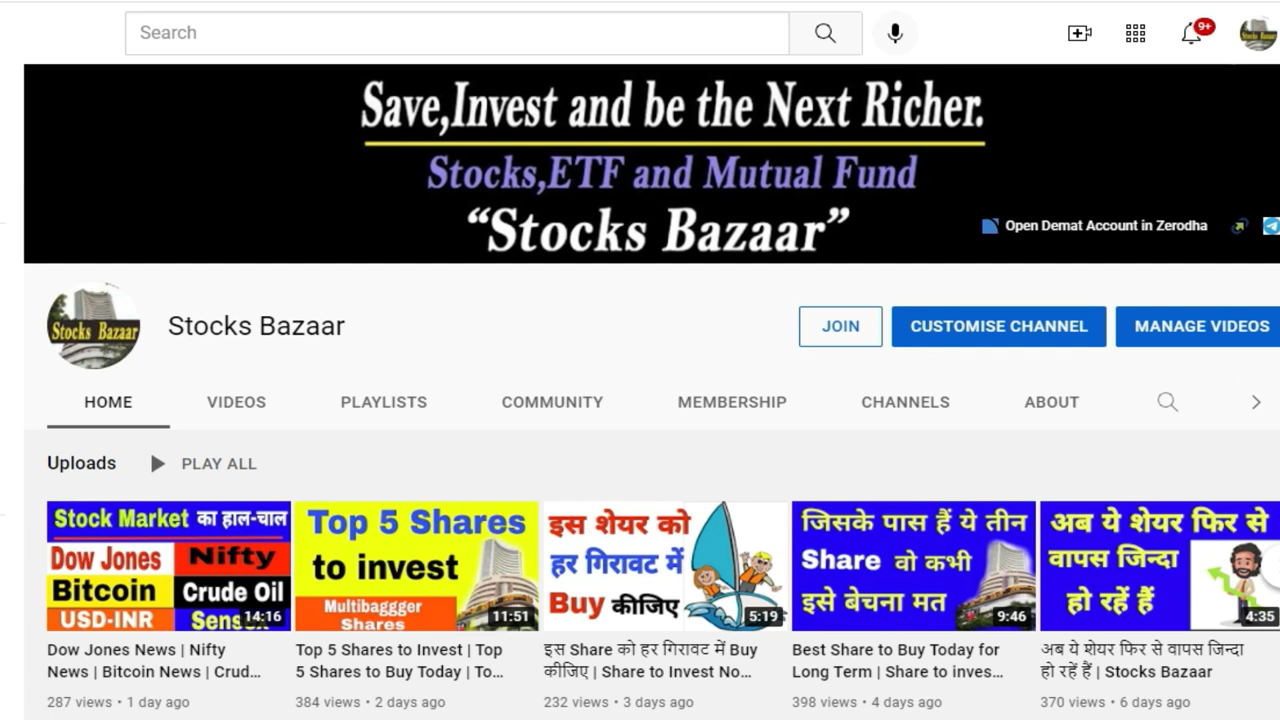 Search
9+
Save,Invest and be the Next Richer.
Stocks,ETF and Mutual Fund
“Stocks Bazaar”
Open Demat Account in Zerodha
Stocks Bazaar
Stocks Bazaar
JOIN
CUSTOMISE CHANNEL
MANAGE VIDEOS
HOME
VIDEOS
PLAYLISTS
COMMUNITY
MEMBERSHIP
CHANNELS
ABOUT
Uploads
PLAY ALL
Stock Market का हाल-चाल
Dow Jones Nifty
Bitcoin Crude Oil
USD-INR
14:16
Top 5 Shares
to invest
Multibaggger
Shares
11:51
इस शेयर को
हर गिरावट में
Buy कीजिए
5:19
जिसके पास हैं ये तीन
Share वो कभी
इसे बेचना मत
9:46
अब ये शेयर फिर से
वापस जिन्दा
हो रहें हैं
4:35
Dow Jones News | Nifty
News | Bitcoin News | Crud...
287 views • 1 day ago
Top 5 Shares to Invest | Top
5 Shares to Buy Today | To...
384 views • 2 days ago
इस Share को हर गिरावट में Buy
कीजिए | Share to Invest No...
232 views • 3 days ago
Best Share to Buy Today for
Long Term | Share to inves...
398 views • 4 days ago
अब ये शेयर फिर से वापस जिन्दा
हो रहें हैं | Stocks Bazaar
370 views • 6 days ago